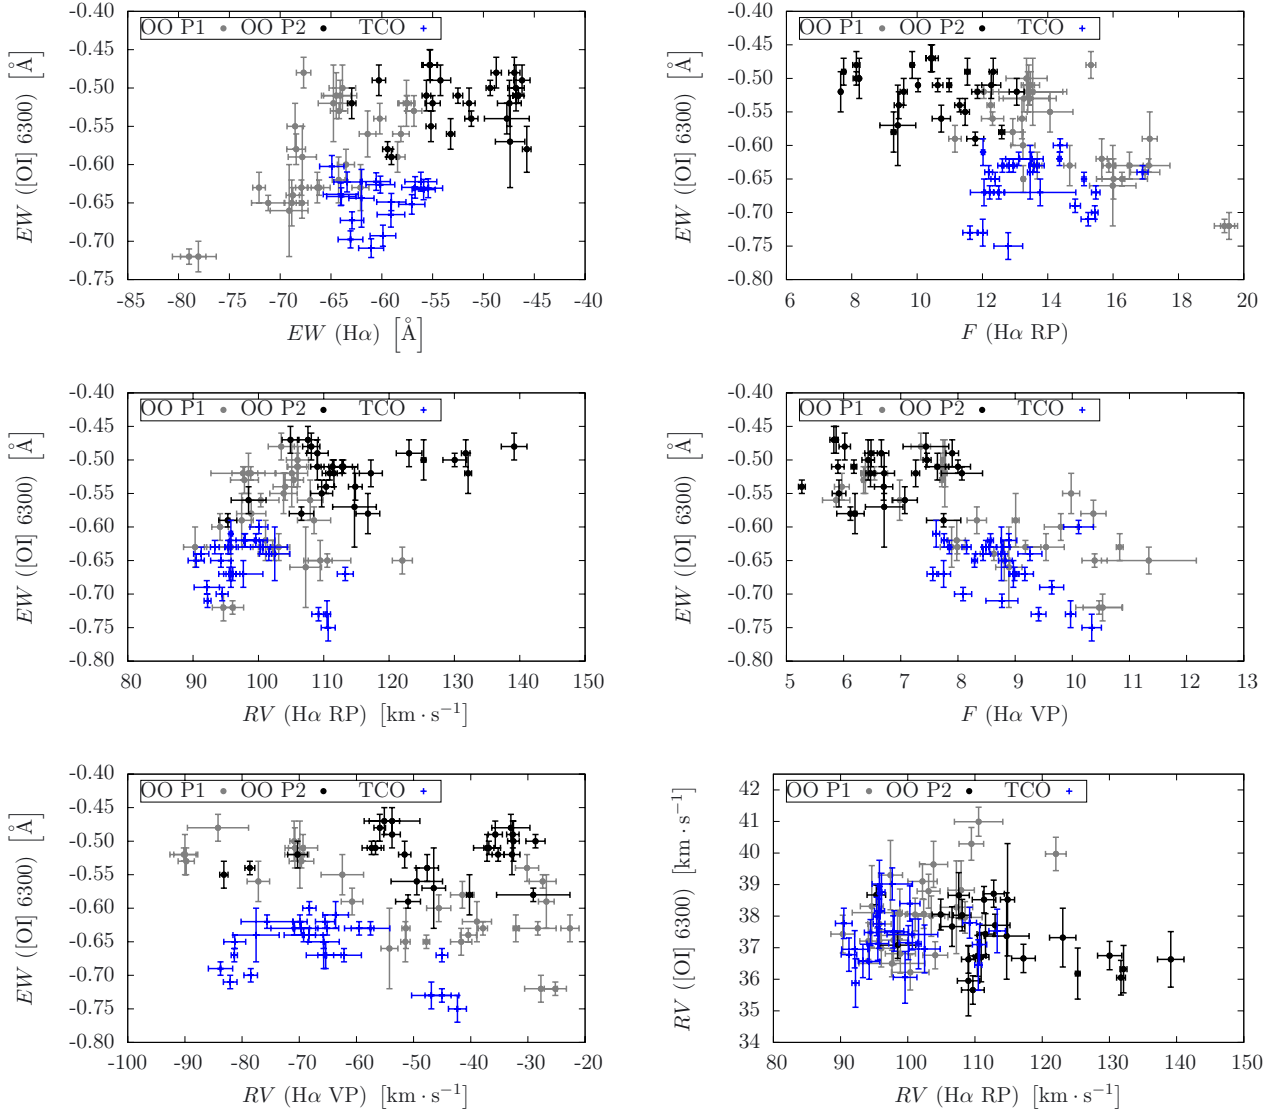 -0.40
-0.45
-0.50
-0.55
-0.60
-0.65
-0.70
-0.75
EW ([OI] 6300) [Å]
OO P1 OO P2 TCO
-85 -80 -75 -70 -65 -60 -55 -50 -45 -40
EW (Hα) [Å]
-0.40
-0.45
-0.50
-0.55
-0.60
-0.65
-0.70
-0.75
-0.80
EW ([OI] 6300) [Å]
OO P1 OO P2 TCO
6 8 10 12 14 16 18 20
F (Hα RP)
-0.40
-0.45
-0.50
-0.55
-0.60
-0.65
-0.70
-0.75
-0.80
EW ([OI] 6300) [Å]
OO P1 OO P2 TCO
80 90 100 110 120 130 140 150
RV (Hα RP) [km · s⁻¹]
-0.40
-0.45
-0.50
-0.55
-0.60
-0.65
-0.70
-0.75
-0.80
EW ([OI] 6300) [Å]
OO P1 OO P2 TCO
5 6 7 8 9 10 11 12 13
F (Hα VP)
-0.40
-0.45
-0.50
-0.55
-0.60
-0.65
-0.70
-0.75
-0.80
EW ([OI] 6300) [Å]
OO P1 OO P2 TCO
-100 -90 -80 -70 -60 -50 -40 -30 -20
RV (Hα VP) [km · s⁻¹]
42
41
40
39
38
37
36
35
34
RV ([OI] 6300) [km · s⁻¹]
OO P1 OO P2 TCO
80 90 100 110 120 130 140 150
RV (Hα RP) [km · s⁻¹]